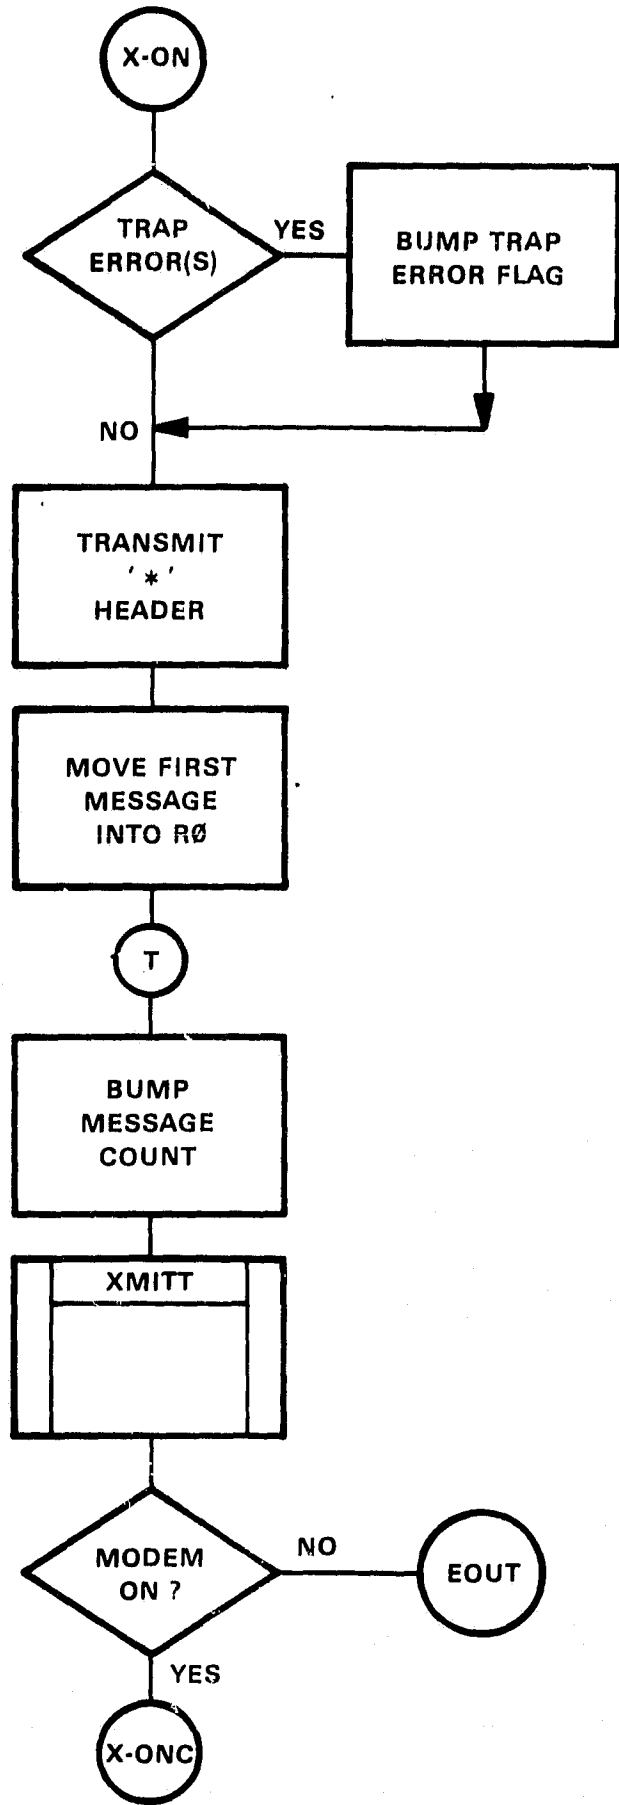 X-ON
TRAP
ERROR(S)
YES
BUMP TRAP
ERROR FLAG
NO
TRANSMIT
'*'
HEADER
MOVE FIRST
MESSAGE
INTO RØ
T
BUMP
MESSAGE
COUNT
XMITT
MODEM
ON ?
NO
EOUT
YES
X-ONC